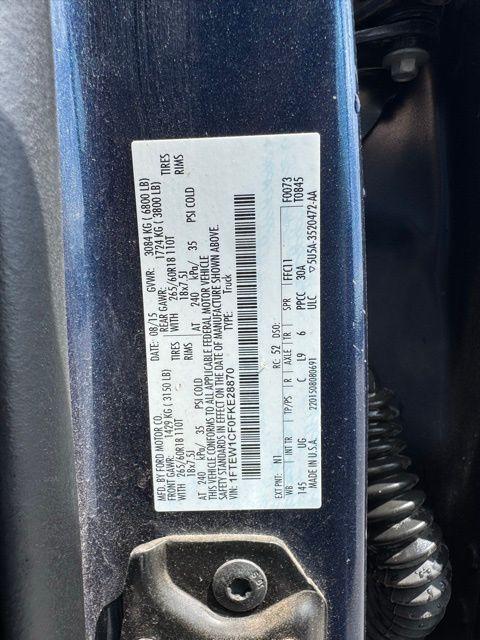 MFD. BY FORD MOTOR CO.
DATE: 08/15 GVWR: 3084 KG ( 6800 LB)
FRONT GAWR: 1429 KG ( 3150 LB) REAR GAWR: 1724 KG ( 3800 LB)
WITH 265/60R18 110T TIRES WITH 265/60R18 110T TIRES
18x7.5J RIMS 18x7.5J RIMS
AT 240 kPa/ 35 PSI COLD AT 240 kPa/ 35 PSI COLD
THIS VEHICLE CONFORMS TO ALL APPLICABLE FEDERAL MOTOR VEHICLE
SAFETY STANDARDS IN EFFECT ON THE DATE OF MANUFACTURE SHOWN ABOVE.
VIN: 1FTEW1CF0FKE28870 TYPE: Truck
F0073
T0845
EXT PNT: N1 RC: 52 DSO: FFC11
WB INT TR TP/PS R AXLE TR SPR PPCC 30A
145 UG C L9 6 ULC ▽5U5A-3520472-AA
MADE IN U.S.A. 22015080B0691